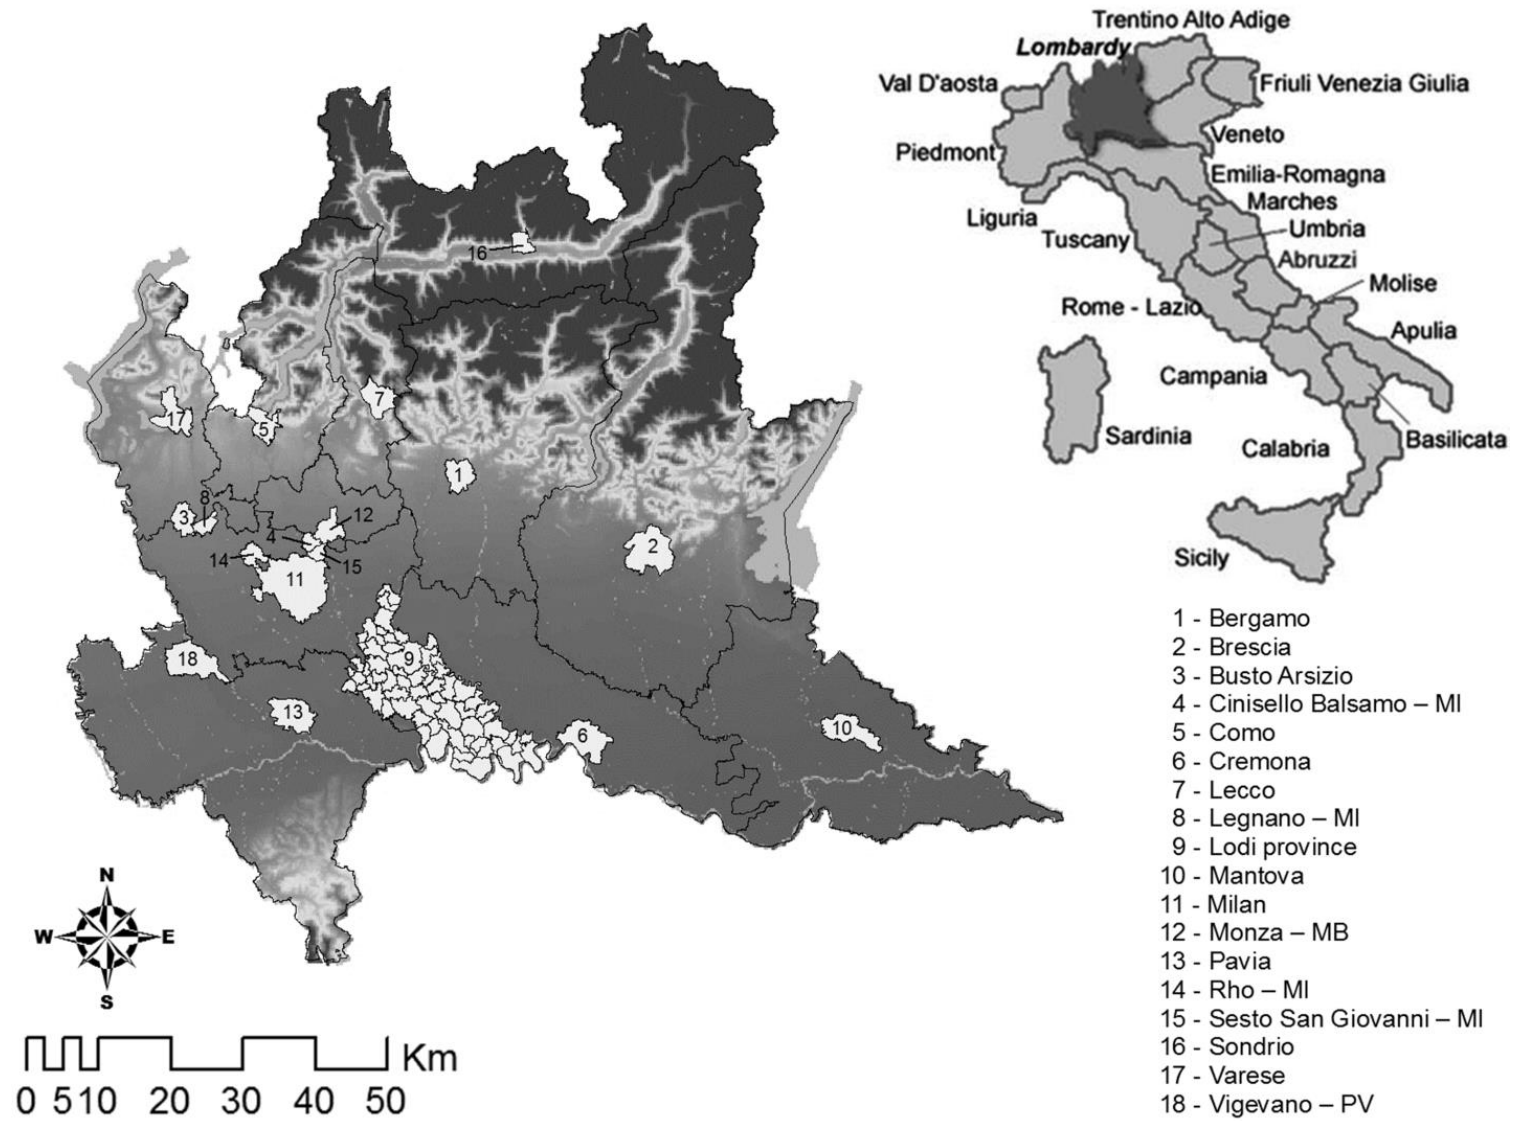 Trentino Alto Adige
Lombardy
Val D'aosta
Friuli Venezia Giulia
Piedmont
Veneto
Emilia-Romagna
Marches
Liguria
Umbria
Tuscany
Abruzzi
Molise
Rome - Lazio
Apulia
Campania
Sardinia
Calabria
Basilicata
Sicily
16
7
17
5
1
8
3
12
4
2
14
15
11
18
9
13
6
10
1 - Bergamo
2 - Brescia
3 - Busto Arsizio
4 - Cinisello Balsamo – MI
5 - Como
6 - Cremona
7 - Lecco
8 - Legnano – MI
9 - Lodi province
10 - Mantova
11 - Milan
12 - Monza – MB
13 - Pavia
14 - Rho – MI
15 - Sesto San Giovanni – MI
16 - Sondrio
17 - Varese
18 - Vigevano – PV
N
W E
S
Km
0 5 10 20 30 40 50